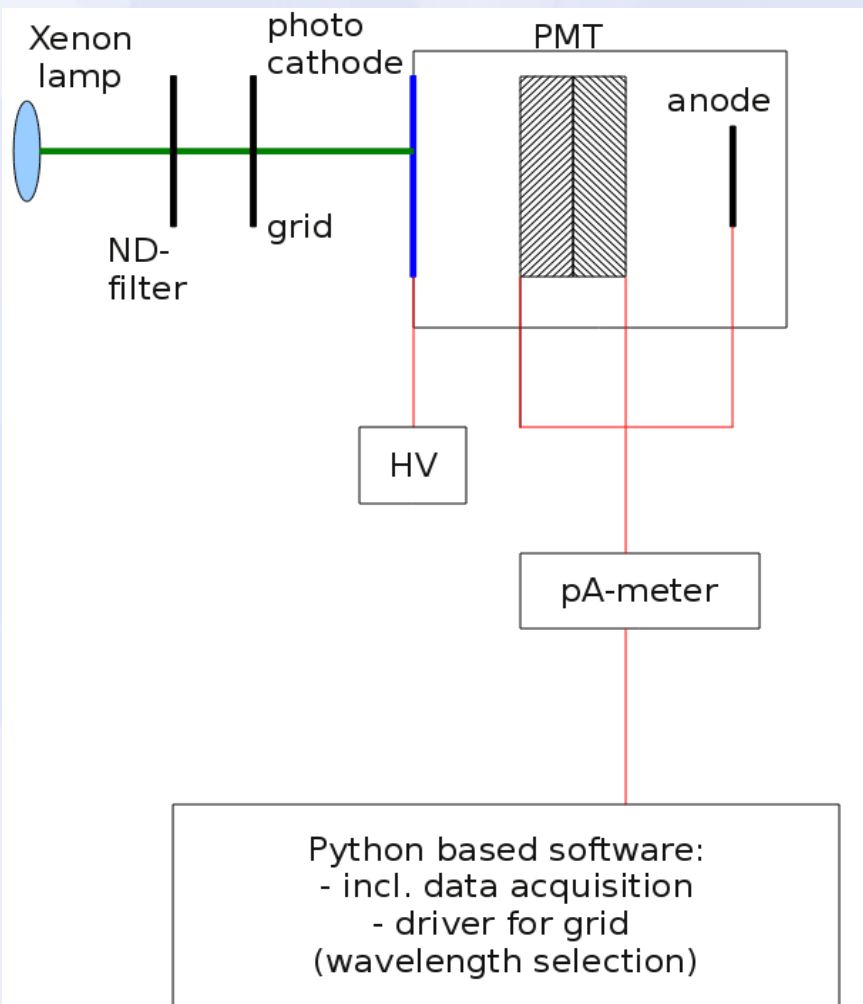 Xenon
lamp
photo
cathode
PMT
anode
grid
ND-
filter
HV
pA-meter
Python based software:
- incl. data acquisition
- driver for grid
(wavelength selection)